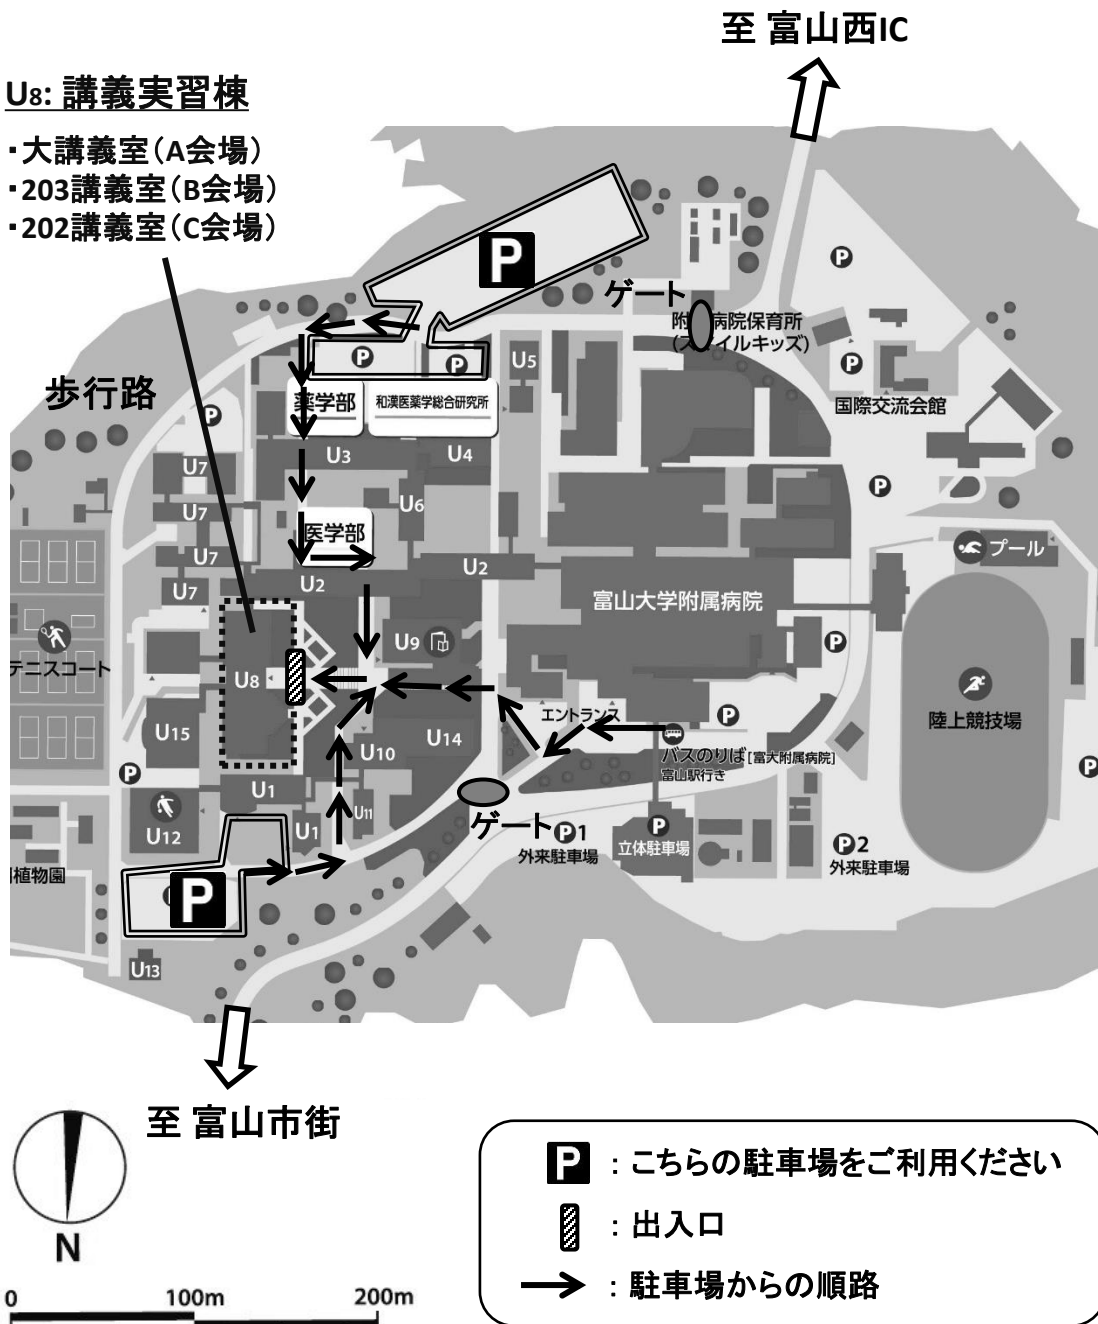 至 富山西IC
U8: 講義実習棟
・大講義室(A会場)
・203講義室(B会場)
・202講義室(C会場)
P
P
ゲート
病院保育所
国際交流会館
P
P
P
P
U5
歩行路
P
薬学部
和漢医薬学総合研究所
U3
U4
P
U7
U7
U6
医学部
U7
U2
U2
プール
U7
富山大学附属病院
テニスコート
U9
P
U8
エントランス
陸上競技場
U15
U10
U14
P
バスのりば[富大附属病院]
富山駅行き
P
P
U1
U11
U12
U1
ゲート
P1
外来駐車場
P
立体駐車場
P2
外来駐車場
植物園
P
U13
至 富山市街
N
0
100m
200m
P
:こちらの駐車場をご利用ください
:出入口
:駐車場からの順路